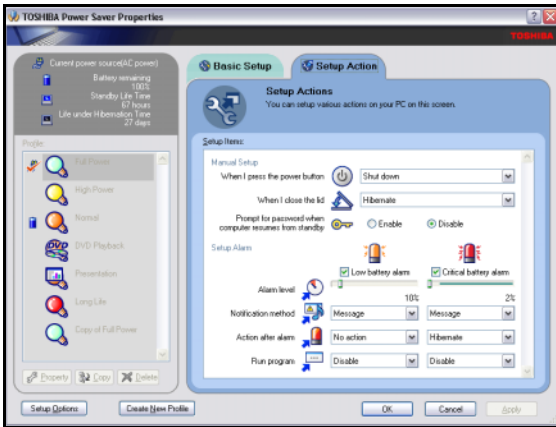 TOSHIBA Power Saver Properties
TOSHIBA
Current power source(AC power)
Battery remaining
100%
Standby Life Time
67 hours
Life under Hibernation Time
27 days
Profile:
Full Power
High Power
Normal
DVD Playback
Presentation
Long Life
Copy of Full Power
Property
Copy
Delete
Basic Setup
Setup Action
Setup Actions
You can setup various actions on your PC on this screen.
Setup Items:
Manual Setup
When I press the power button
Shut down
When I close the lid
Hibernate
Prompt for password when
computer resumes from standby
Enable
Disable
Setup Alarm
Low battery alarm
Critical battery alarm
Alarm level
10%
2%
Notification method
Message
Message
Action after alarm
No action
Hibernate
Run program
Disable
Disable
Setup Options
Create New Profile
OK
Cancel
Apply